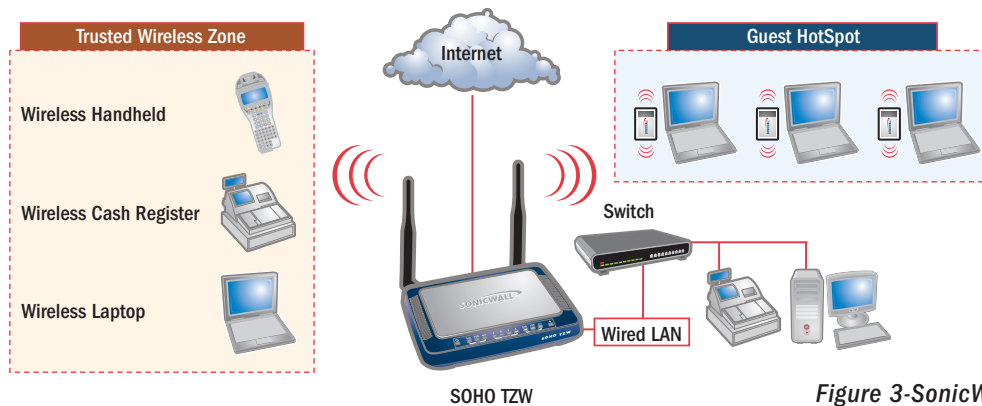 Trusted Wireless Zone
Internet
Guest HotSpot
Wireless Handheld
Wireless Cash Register
Wireless Laptop
Switch
SONICWALL
SOHO TZW
Wired LAN
SOHO TZW
Figure 3-SonicW